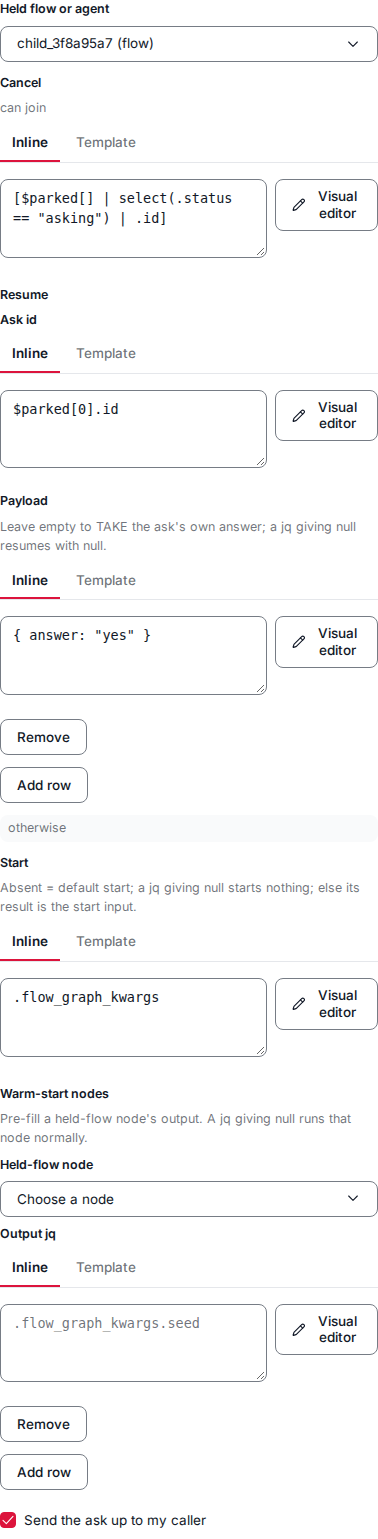 Held flow or agent
child_3f8a95a7 (flow)
Cancel
can join
Inline Template
[$parked[] | select(.status
== "asking") | .id]
Visual
editor
Resume
Ask id
Inline Template
$parked[0].id
Visual
editor
Payload
Leave empty to TAKE the ask's own answer; a jq giving null
resumes with null.
Inline Template
{ answer: "yes" }
Visual
editor
Remove
Add row
otherwise
Start
Absent = default start; a jq giving null starts nothing; else its
result is the start input.
Inline Template
.flow_graph_kwargs
Visual
editor
Warm-start nodes
Pre-fill a held-flow node's output. A jq giving null runs that
node normally.
Held-flow node
Choose a node
Output jq
Inline Template
.flow_graph_kwargs.seed
Visual
editor
Remove
Add row
Send the ask up to my caller